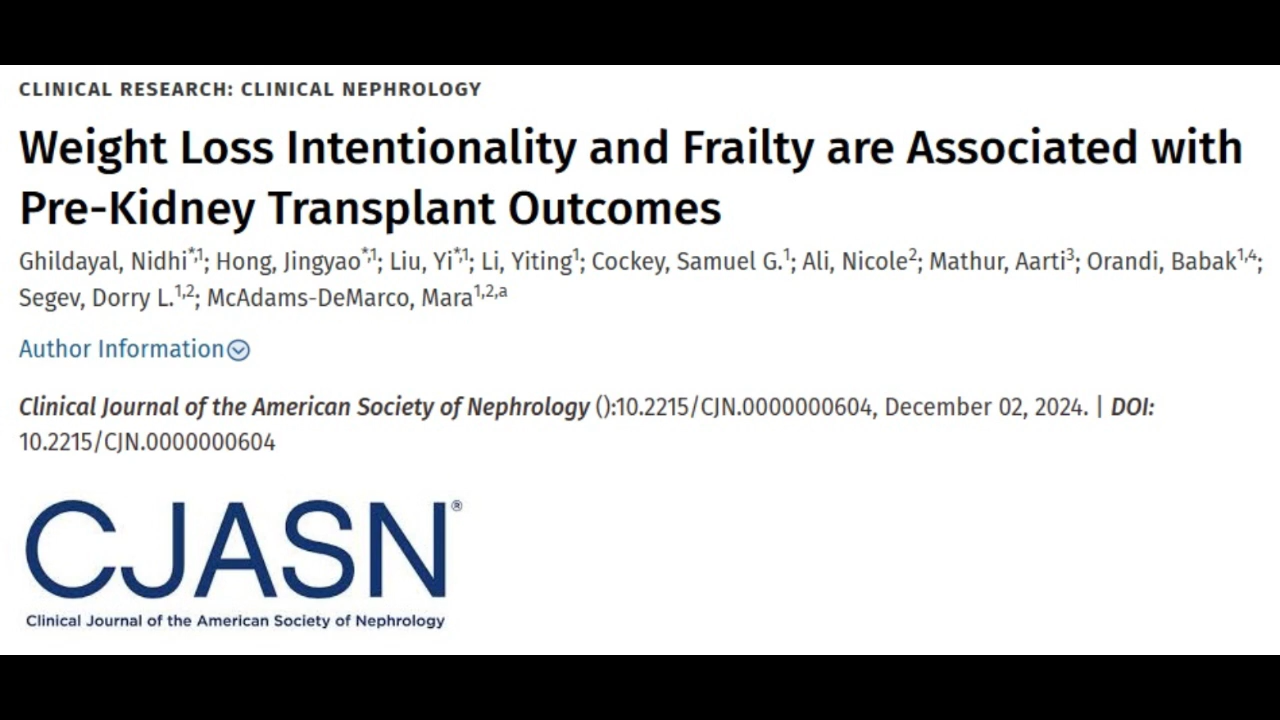 CLINICAL RESEARCH: CLINICAL NEPHROLOGY
Weight Loss Intentionality and Frailty are Associated with
Pre-Kidney Transplant Outcomes
Ghildayal, Nidhi*,1; Hong, Jingyao*,1; Liu, Yi*,1; Li, Yiting1; Cockey, Samuel G.1; Ali, Nicole2; Mathur, Aarti3; Orandi, Babak1,4;
Segev, Dorry L.1,2; McAdams-DeMarco, Mara1,2,a
Author Information
Clinical Journal of the American Society of Nephrology ():10.2215/CJN.0000000604, December 02, 2024. | DOI:
10.2215/CJN.0000000604
CJASN®
Clinical Journal of the American Society of Nephrology